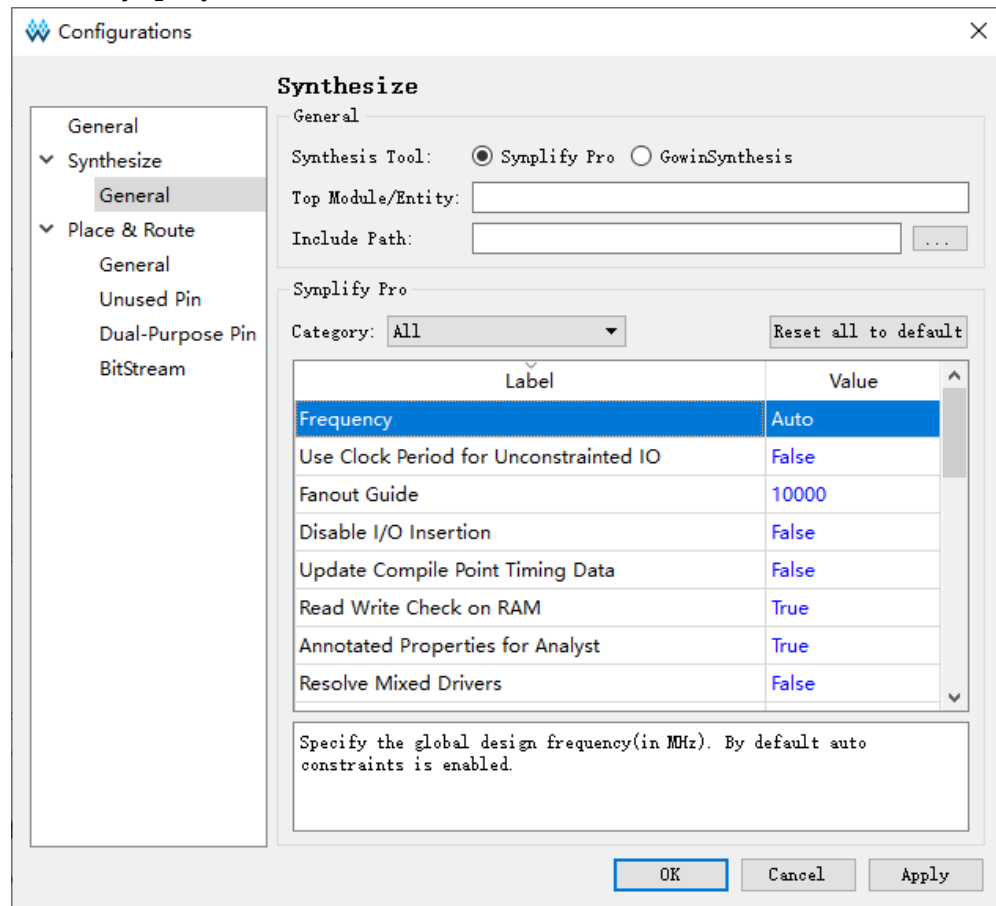 Configurations
Synthesize
General
Synthesize
General
Place & Route
General
Unused Pin
Dual-Purpose Pin
BitStream
General
Synthesis Tool: Synplify Pro GowinSynthesis
Top Module/Entity:
Include Path: ...
Synplify Pro
Category: All Reset all to default
Label Value
Frequency Auto
Use Clock Period for Unconstrainted IO False
Fanout Guide 10000
Disable I/O Insertion False
Update Compile Point Timing Data False
Read Write Check on RAM True
Annotated Properties for Analyst True
Resolve Mixed Drivers False
Specify the global design frequency(in MHz). By default auto
constraints is enabled.
OK Cancel Apply